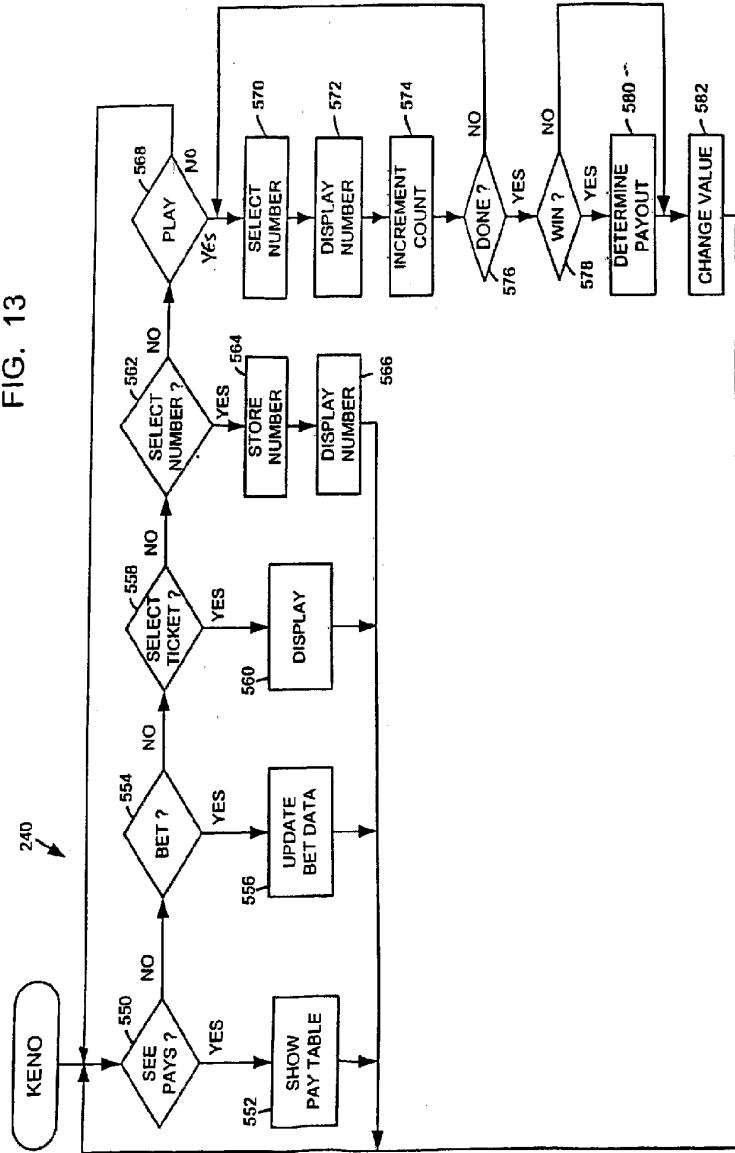 FIG. 13
240
KENO
550
SEE
PAYS ?
NO
YES
552
SHOW
PAY TABLE
554
BET ?
NO
YES
556
UPDATE
BET DATA
558
SELECT
TICKET ?
NO
YES
560
DISPLAY
562
SELECT
NUMBER ?
NO
YES
564
STORE
NUMBER
566
DISPLAY
NUMBER
568
PLAY
NO
Yes
570
SELECT
NUMBER
572
DISPLAY
NUMBER
574
INCREMENT
COUNT
576
DONE ?
NO
YES
578
WIN ?
NO
YES
580
DETERMINE
PAYOUT
582
CHANGE VALUE